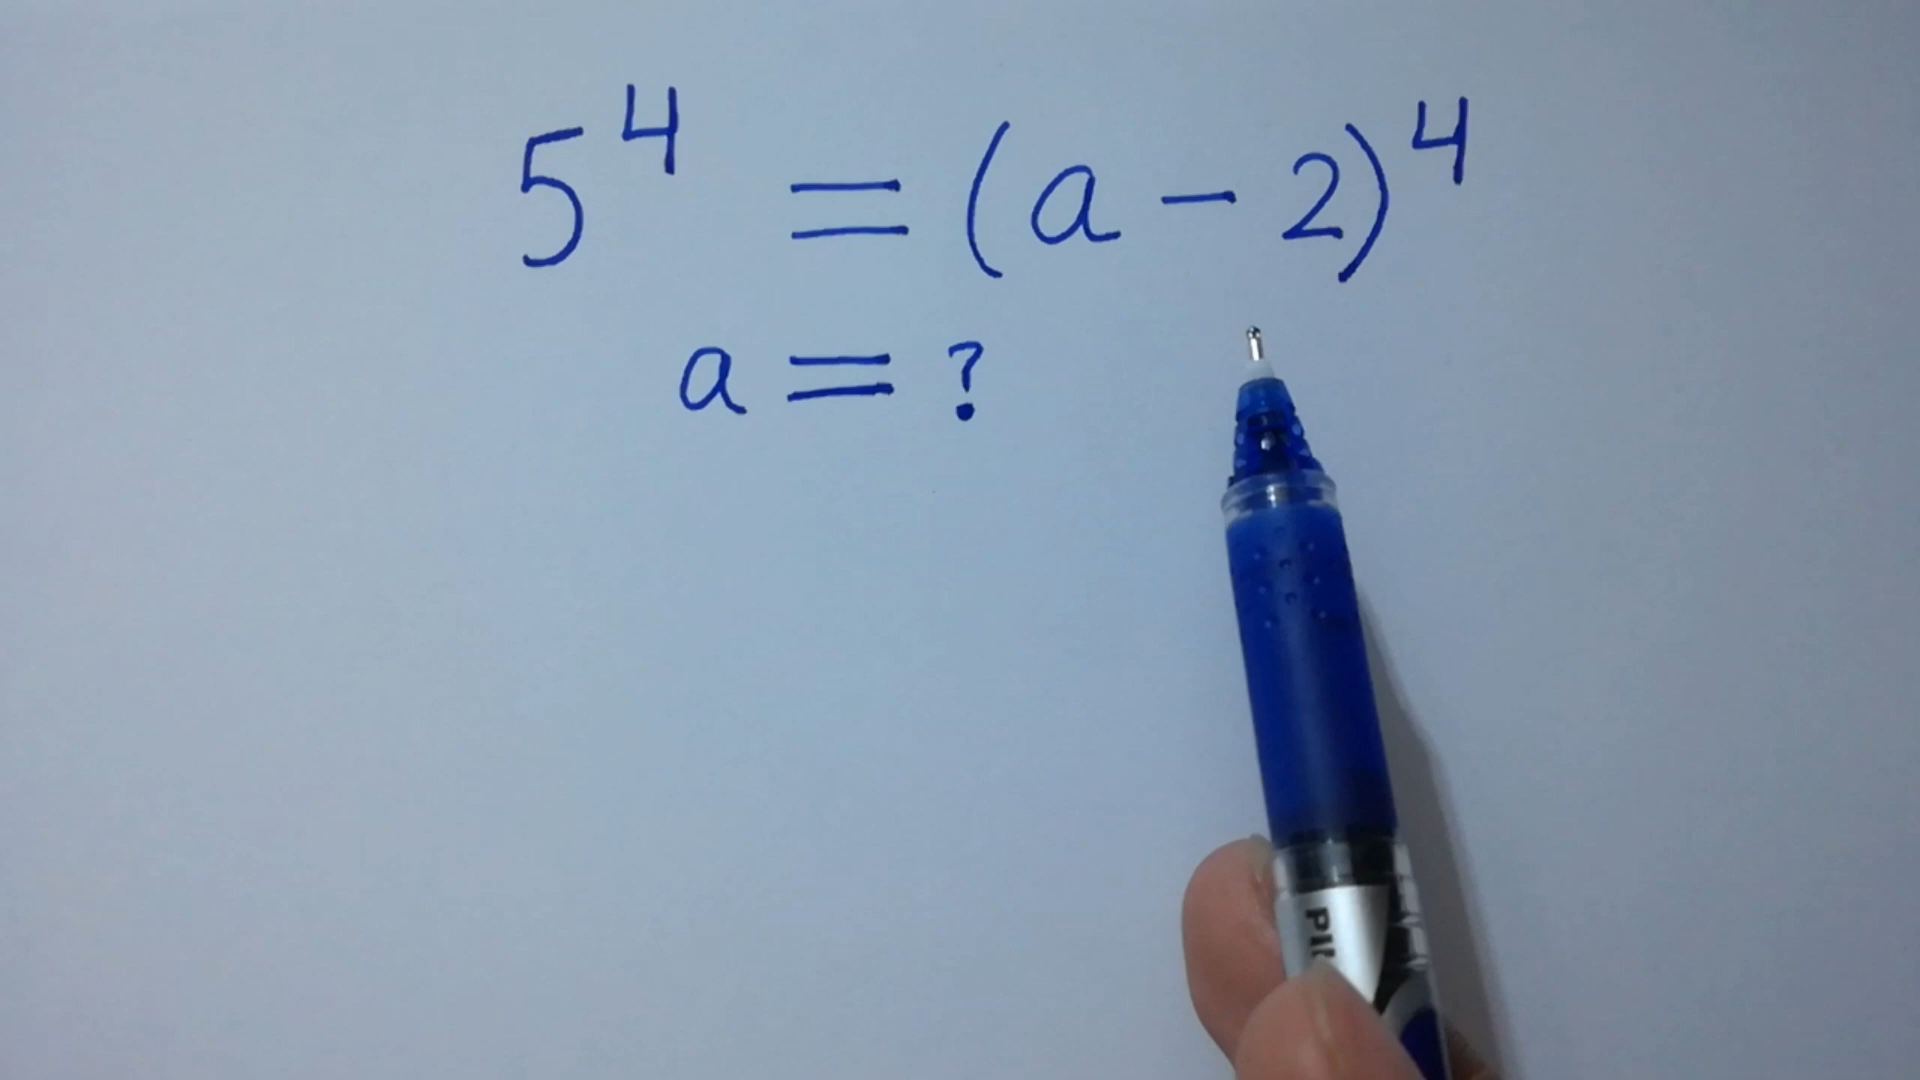 5⁴ = (a - 2)⁴
a = ?